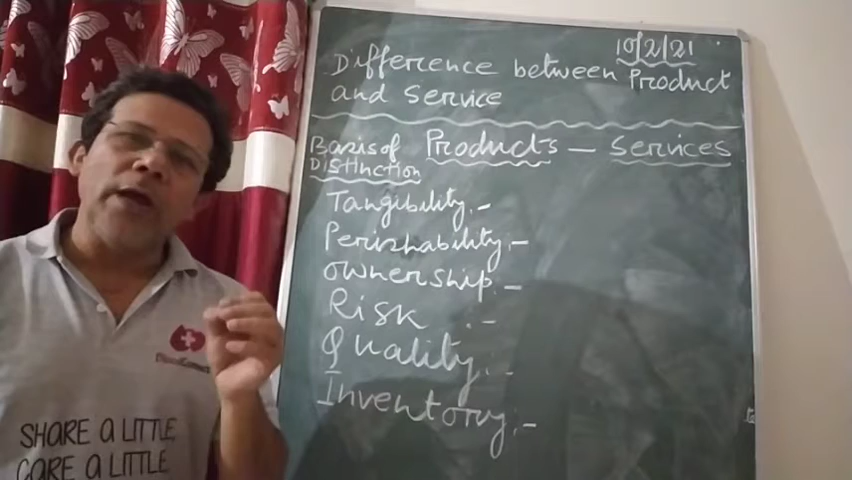 10/2/21
Difference between Product
and Service
Basis of Products — Services
Distinction
Tangibility. -
Perishability. -
Ownership. -
Risk . -
Quality. -
Inventory. -
SHARE A LITTLE
CARE A LITTLE